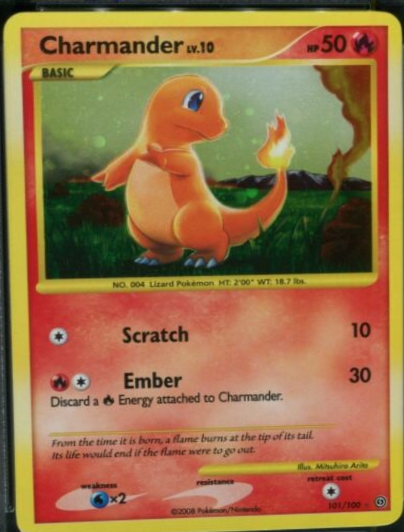 Charmander LV.10 HP 50
BASIC
NO. 004 Lizard Pokémon HT: 2'00" WT: 18.7 lbs.
Scratch 10
Ember 30
Discard a Energy attached to Charmander.
From the time it is born, a flame burns at the tip of its tail.
Its life would end if the flame were to go out.
Illus. Mitsuhiro Arita
weakness resistance retreat cost
×2
©2008 Pokémon/Nintendo 101/100